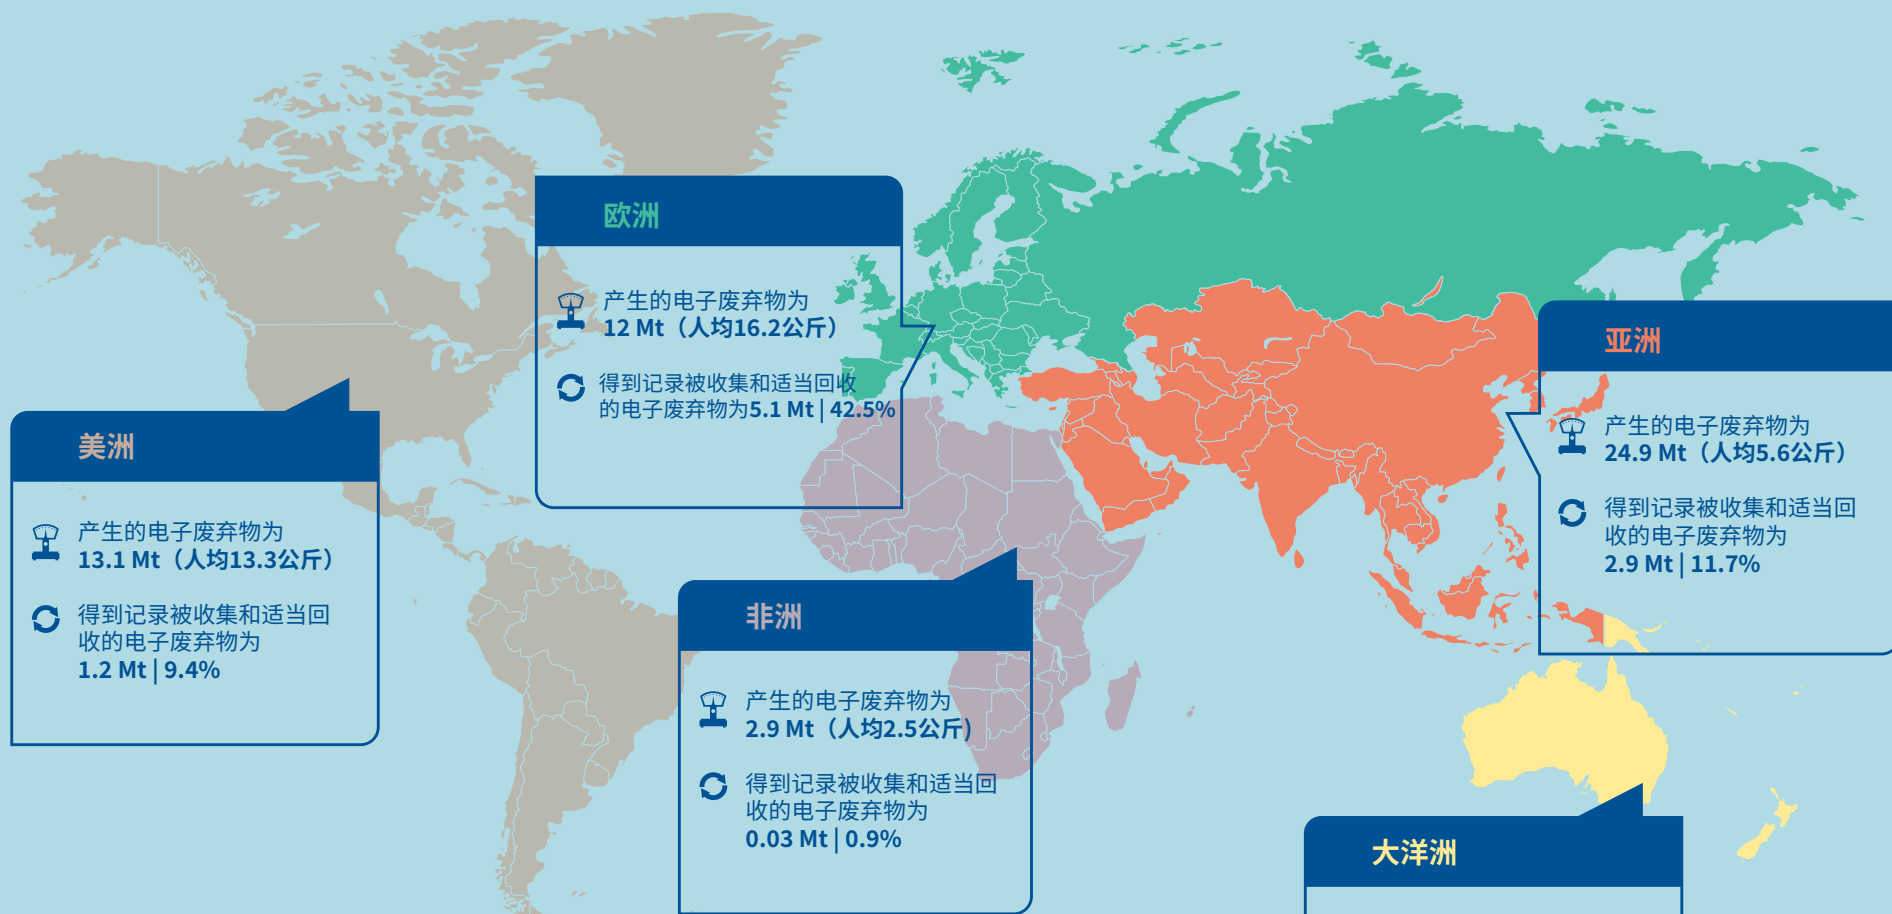 欧洲
产生的电子废弃物为
12 Mt（人均16.2公斤）
得到记录被收集和适当回收
的电子废弃物为5.1 Mt | 42.5%
亚洲
产生的电子废弃物为
24.9 Mt（人均5.6公斤）
得到记录被收集和适当回
收的电子废弃物为
2.9 Mt | 11.7%
美洲
产生的电子废弃物为
13.1 Mt（人均13.3公斤）
得到记录被收集和适当回
收的电子废弃物为
1.2 Mt | 9.4%
非洲
产生的电子废弃物为
2.9 Mt（人均2.5公斤)
得到记录被收集和适当回
收的电子废弃物为
0.03 Mt | 0.9%
大洋洲